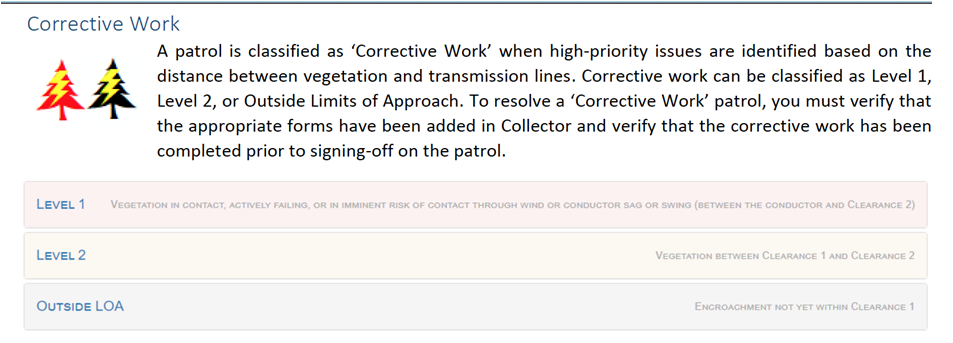 Corrective Work
A patrol is classified as ‘Corrective Work’ when high-priority issues are identified based on the
distance between vegetation and transmission lines. Corrective work can be classified as Level 1,
Level 2, or Outside Limits of Approach. To resolve a ‘Corrective Work’ patrol, you must verify that
the appropriate forms have been added in Collector and verify that the corrective work has been
completed prior to signing-off on the patrol.
Level 1 Vegetation in contact, actively failing, or in imminent risk of contact through wind or conductor sag or swing (between the conductor and Clearance 2)
Level 2 Vegetation between Clearance 1 and Clearance 2
Outside LOA Encroachment not yet within Clearance 1